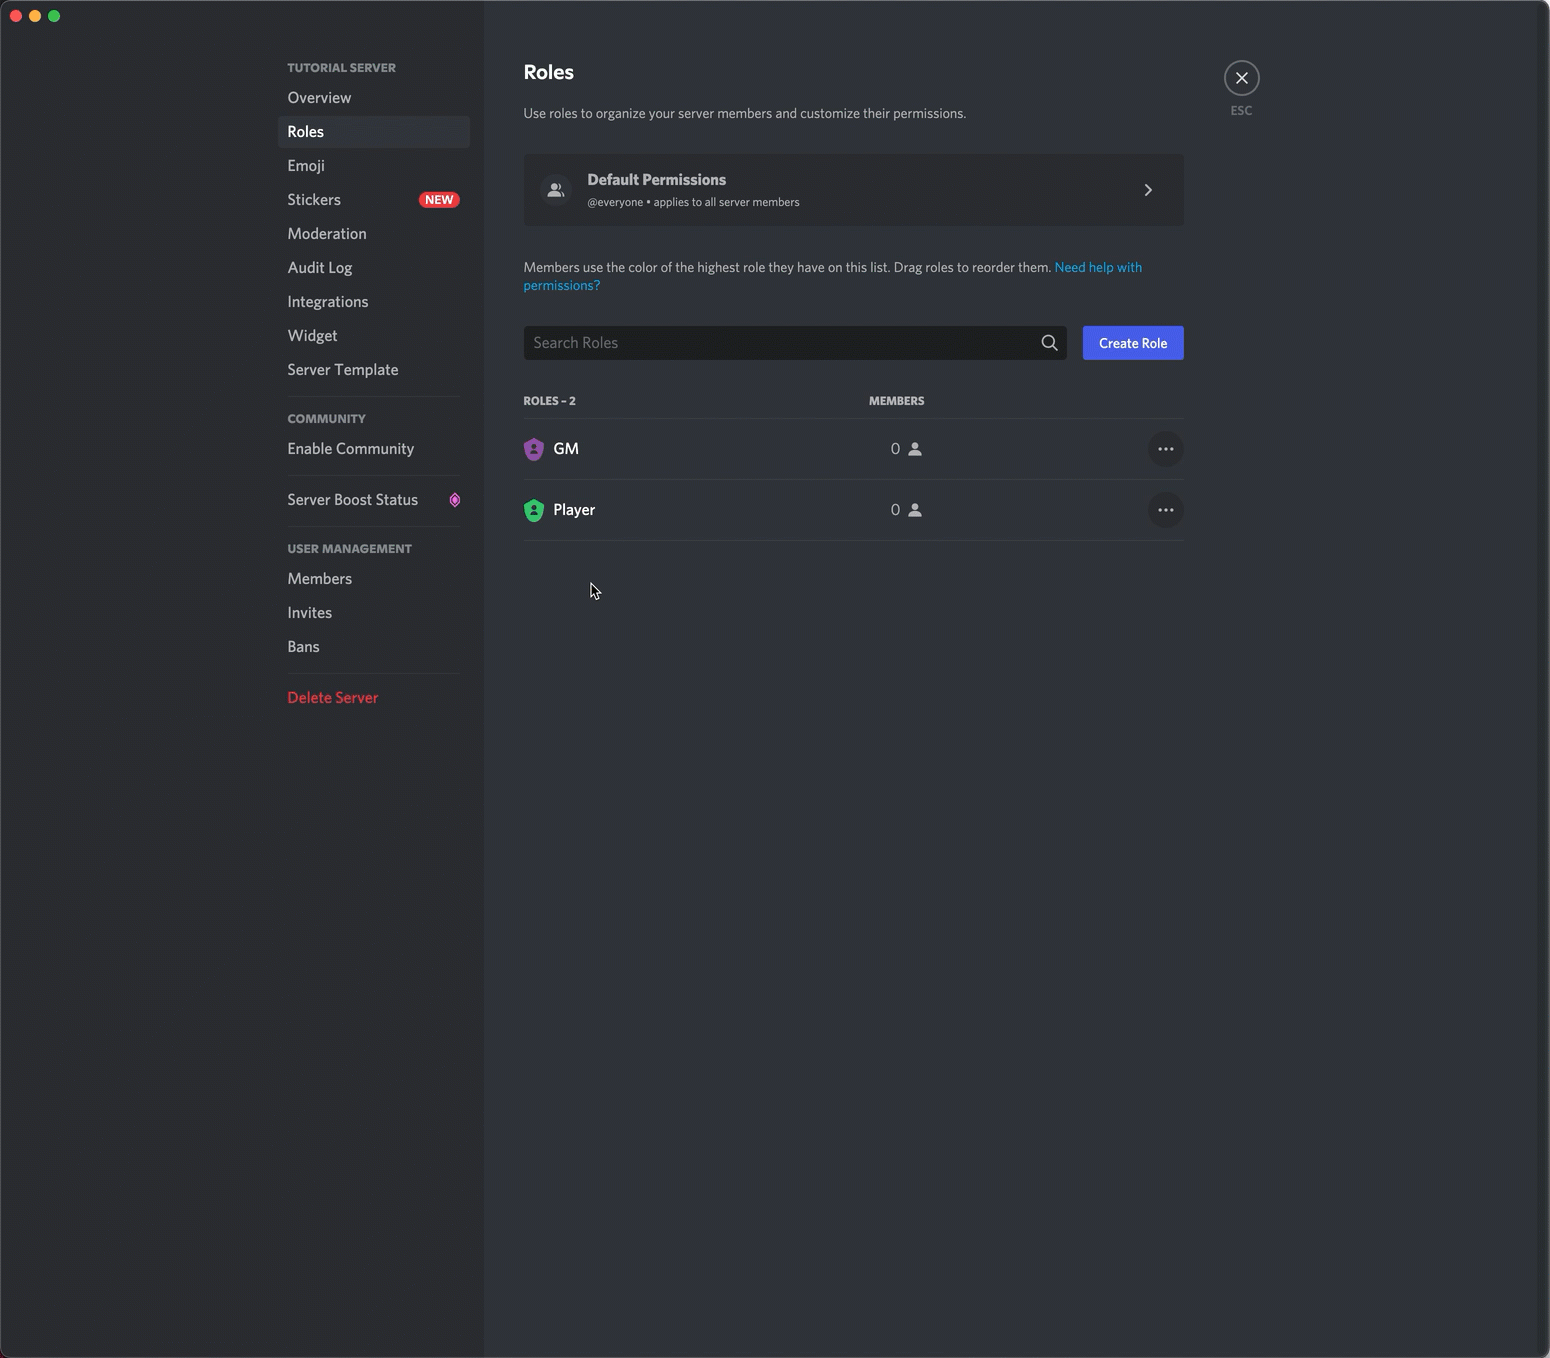 TUTORIAL SERVER
Overview
Roles
Emoji
Stickers NEW
Moderation
Audit Log
Integrations
Widget
Server Template
COMMUNITY
Enable Community
Server Boost Status
USER MANAGEMENT
Members
Invites
Bans
Delete Server
Roles
ESC
Use roles to organize your server members and customize their permissions.
Default Permissions
@everyone • applies to all server members
Members use the color of the highest role they have on this list. Drag roles to reorder them. Need help with
permissions?
Search Roles
Create Role
ROLES – 2 MEMBERS
GM 0
Player 0